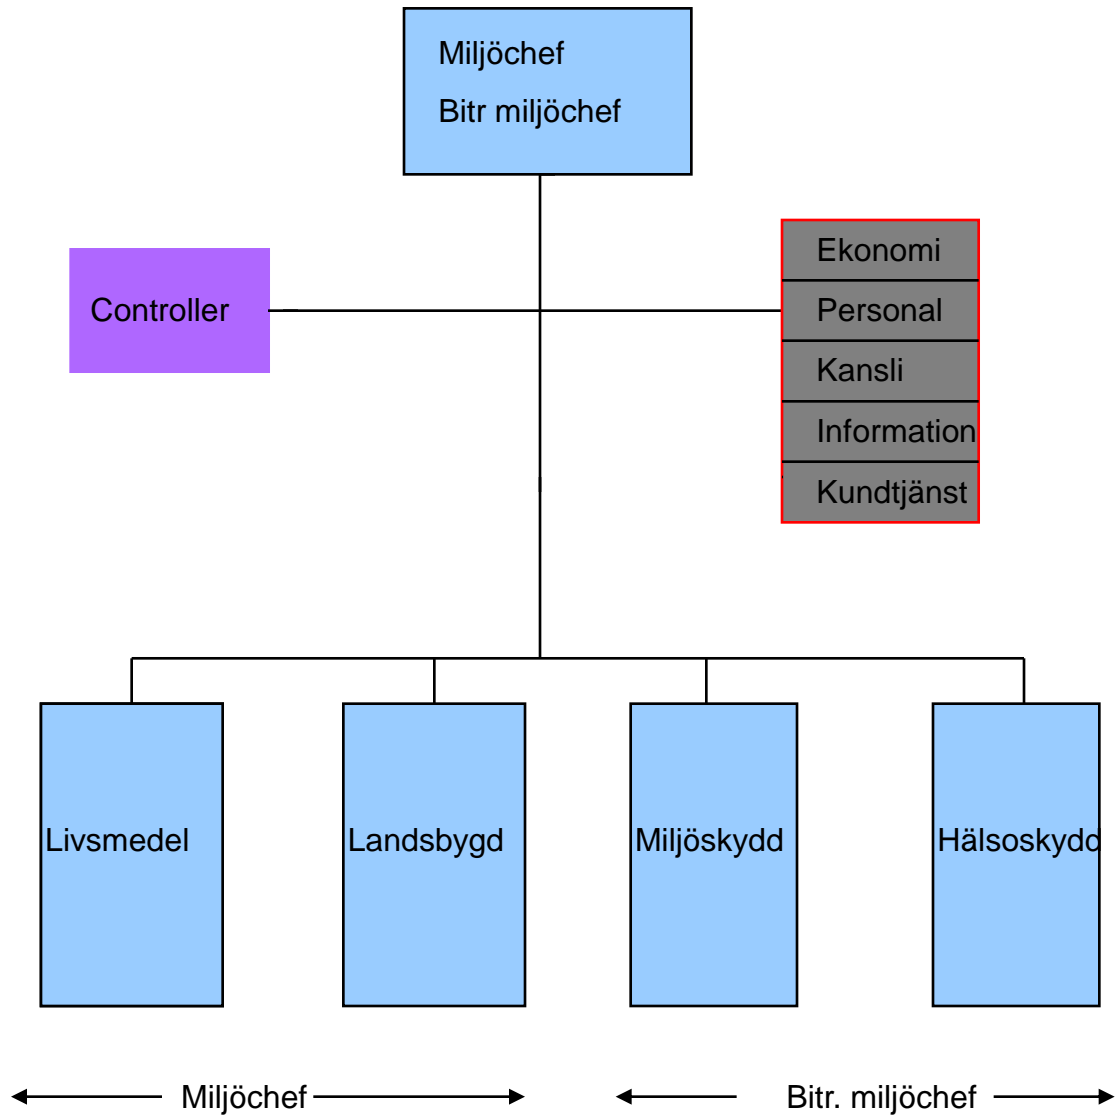 Miljöchef
Bitr miljöchef
Controller
Ekonomi
Personal
Kansli
Information
Kundtjänst
Livsmedel
Landsbygd
Miljöskydd
Hälsoskydd
Miljöchef
Bitr. miljöchef